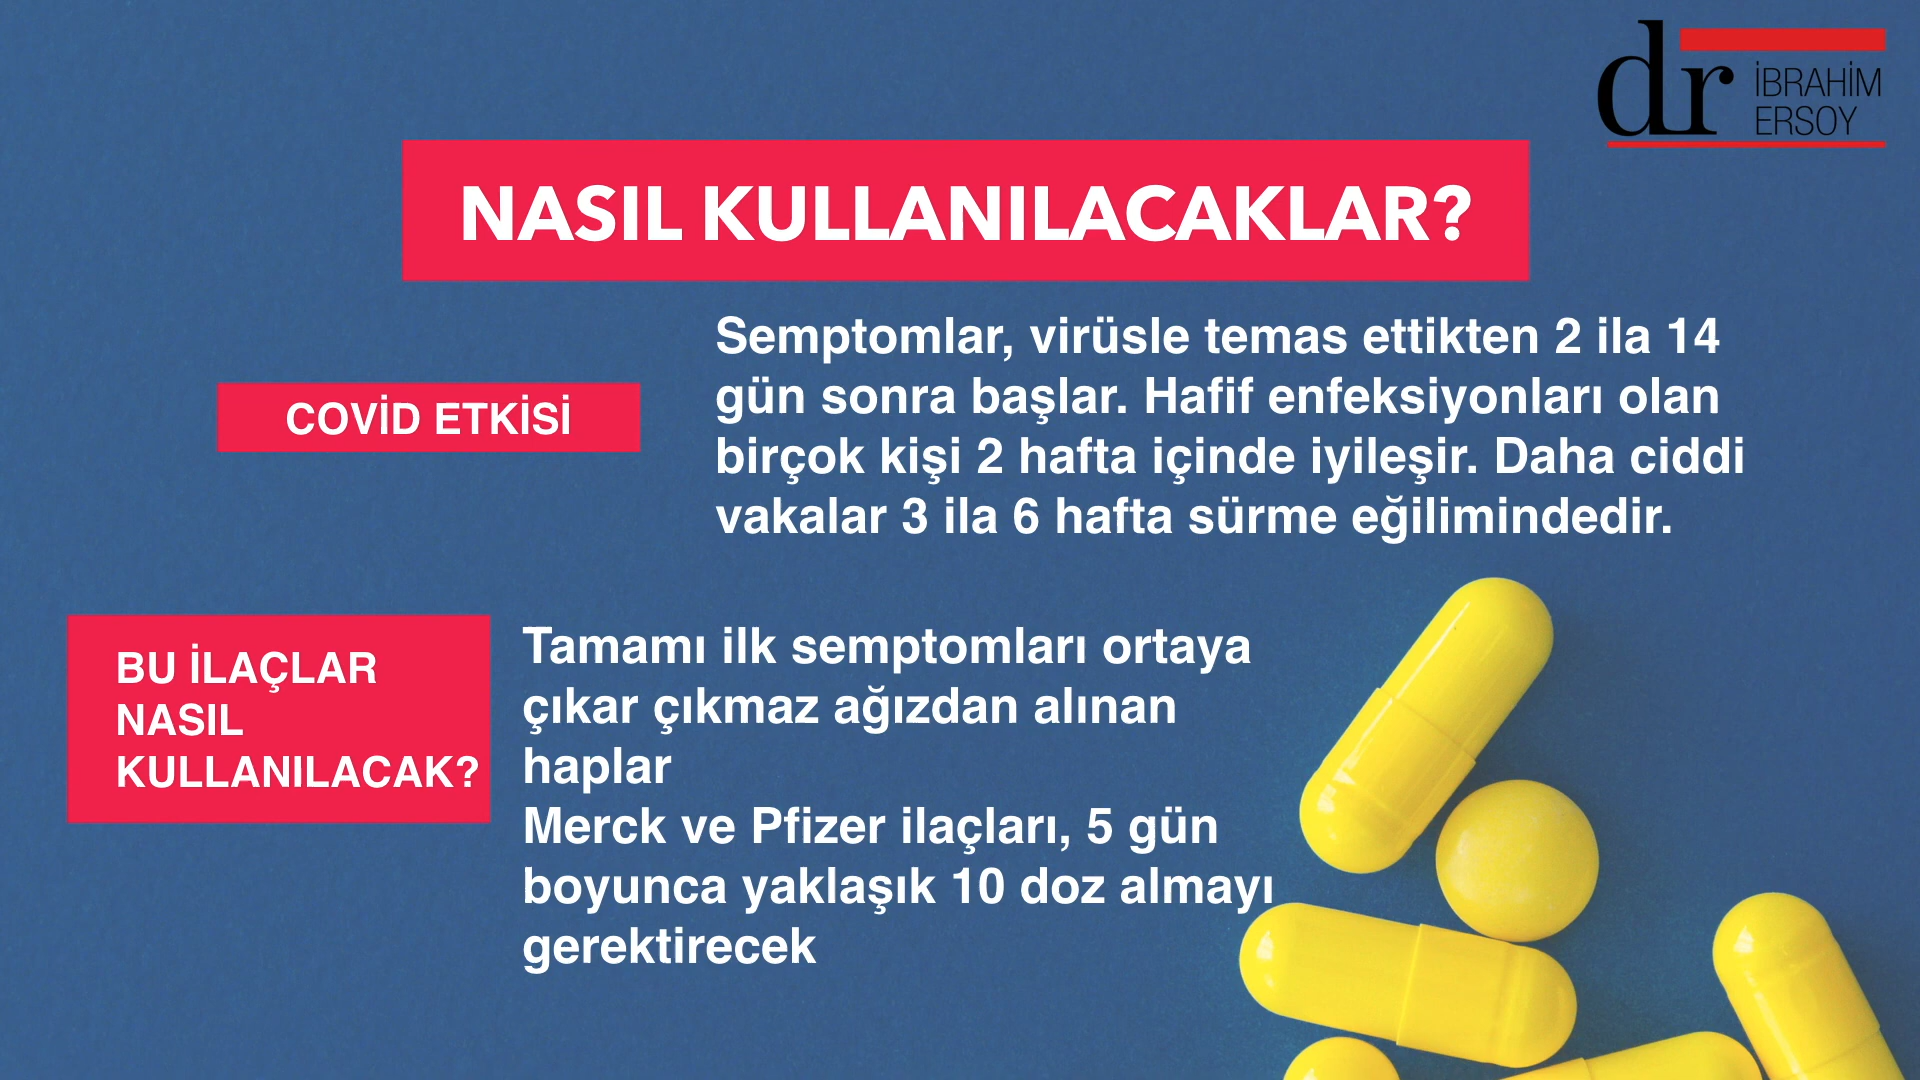 dr İBRAHİM
ERSOY
NASIL KULLANILACAKLAR?
COVİD ETKİSİ
Semptomlar, virüsle temas ettikten 2 ila 14
gün sonra başlar. Hafif enfeksiyonları olan
birçok kişi 2 hafta içinde iyileşir. Daha ciddi
vakalar 3 ila 6 hafta sürme eğilimindedir.
BU İLAÇLAR
NASIL
KULLANILACAK?
Tamamı ilk semptomları ortaya
çıkar çıkmaz ağızdan alınan
haplar
Merck ve Pfizer ilaçları, 5 gün
boyunca yaklaşık 10 doz almayı
gerektirecek